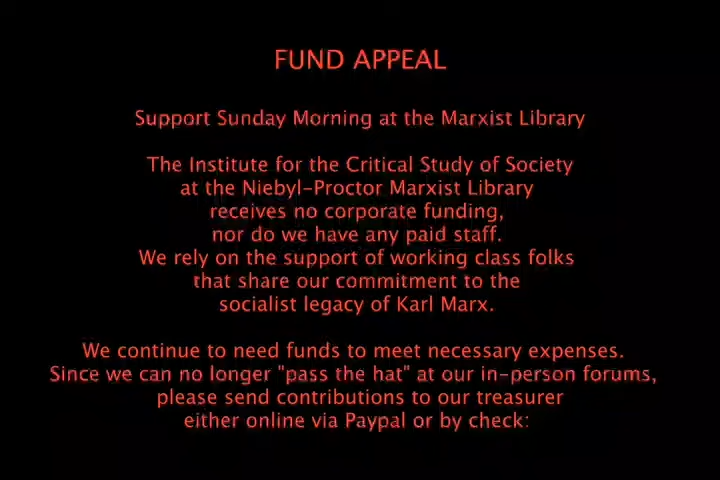 FUND APPEAL
Support Sunday Morning at the Marxist Library
The Institute for the Critical Study of Society
at the Niebyl-Proctor Marxist Library
receives no corporate funding,
nor do we have any paid staff.
We rely on the support of working class folks
that share our commitment to the
socialist legacy of Karl Marx.
We continue to need funds to meet necessary expenses.
Since we can no longer "pass the hat" at our in-person forums,
please send contributions to our treasurer
either online via Paypal or by check: